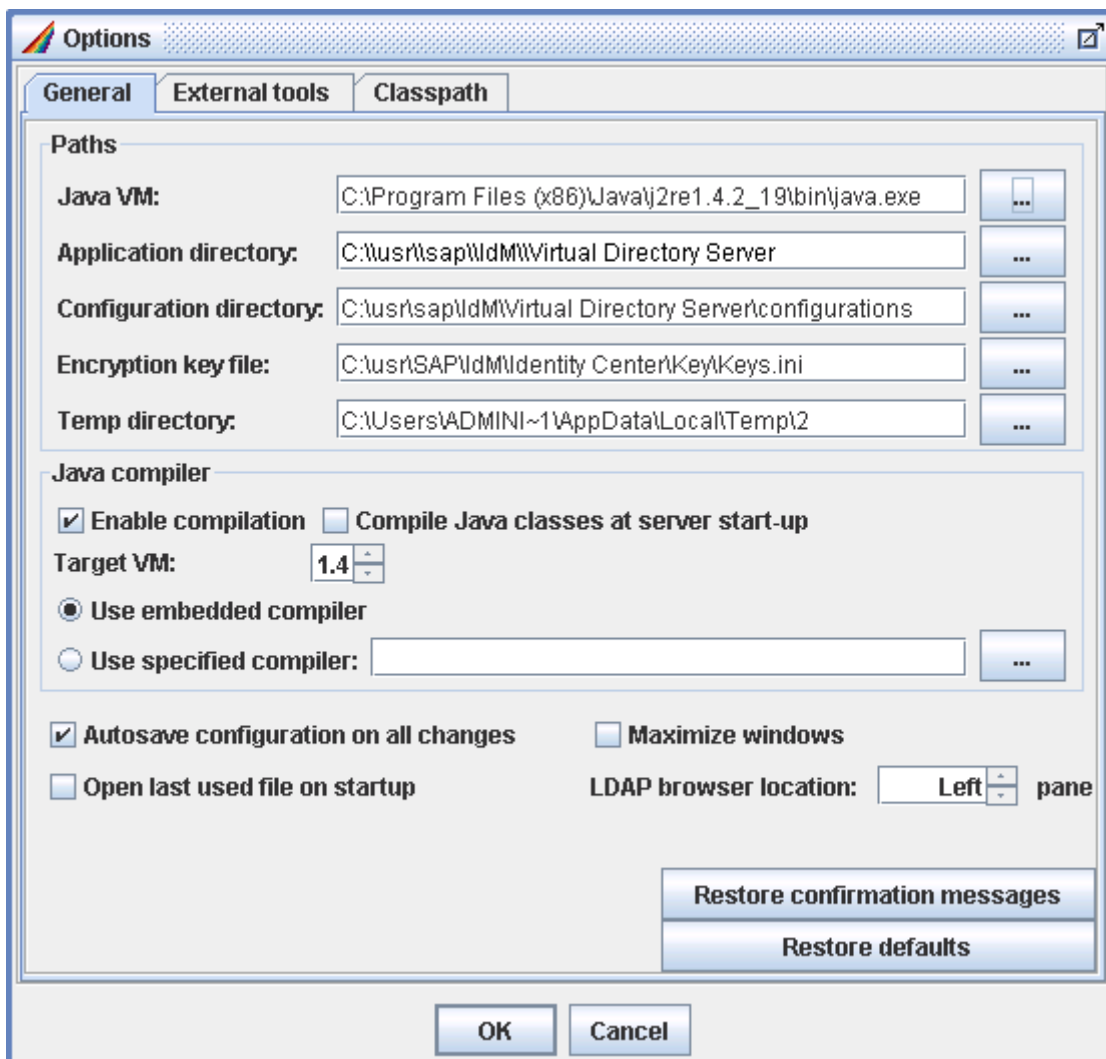 Options
General External tools Classpath
Paths
Java VM: C:\Program Files (x86)\Java\j2re1.4.2_19\bin\java.exe ...
Application directory: C:\\usr\\sap\\IdM\\Virtual Directory Server ...
Configuration directory: C:\usr\sap\IdM\Virtual Directory Server\configurations ...
Encryption key file: C:\usr\SAP\IdM\Identity Center\Key\Keys.ini ...
Temp directory: C:\Users\ADMINI~1\AppData\Local\Temp\2 ...
Java compiler
Enable compilation Compile Java classes at server start-up
Target VM: 1.4
Use embedded compiler
Use specified compiler: ...
Autosave configuration on all changes Maximize windows
Open last used file on startup LDAP browser location: Left pane
Restore confirmation messages
Restore defaults
OK Cancel